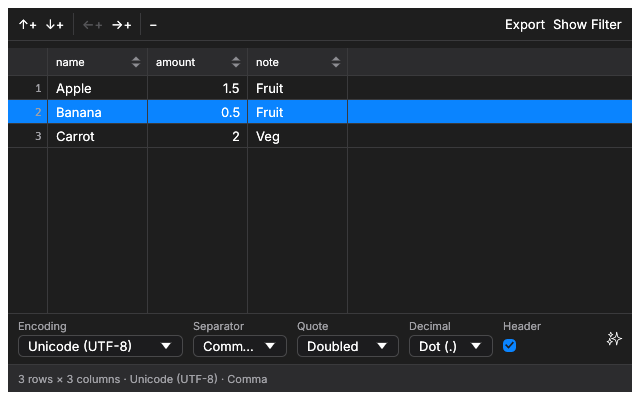 ↑+ ↓+ ←+ →+ − Export Show Filter
name amount note
1 Apple 1.5 Fruit
2 Banana 0.5 Fruit
3 Carrot 2 Veg
Encoding Separator Quote Decimal Header
Unicode (UTF-8) Comm... Doubled Dot (.)
3 rows × 3 columns · Unicode (UTF-8) · Comma